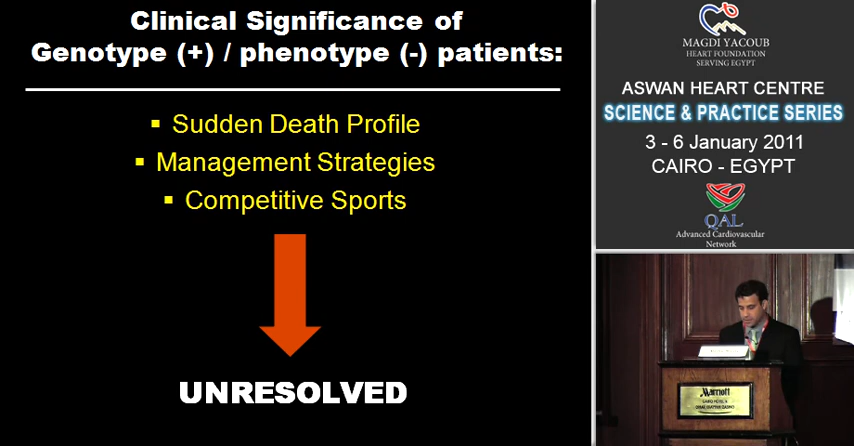 Clinical Significance of
Genotype (+) / phenotype (-) patients:
▪ Sudden Death Profile
▪ Management Strategies
▪ Competitive Sports
UNRESOLVED
MAGDI YACOUB
HEART FOUNDATION
SERVING EGYPT
ASWAN HEART CENTRE
SCIENCE & PRACTICE SERIES
3 - 6 January 2011
CAIRO - EGYPT
QAL
Advanced Cardiovascular
Network
Marriott